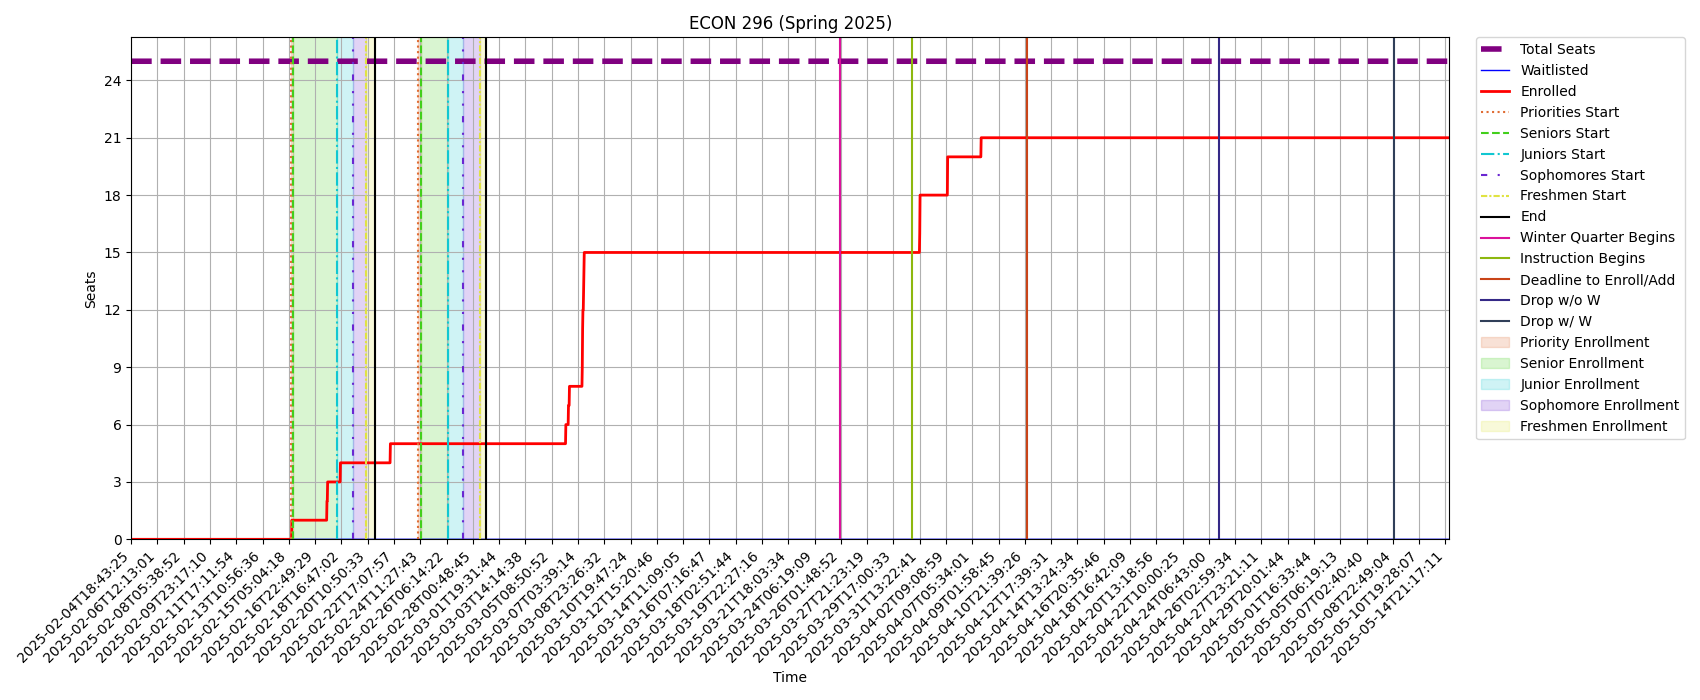 ECON 296 (Spring 2025)
Seats
24
21
18
15
12
9
6
3
0
2025-02-04T18:43:25
2025-02-06T12:13:01
2025-02-08T05:38:52
2025-02-09T23:17:10
2025-02-11T17:11:54
2025-02-13T10:56:36
2025-02-15T05:04:18
2025-02-16T22:49:29
2025-02-18T16:47:02
2025-02-20T10:50:33
2025-02-22T17:07:57
2025-02-24T11:27:43
2025-02-26T06:14:22
2025-02-28T00:48:45
2025-03-01T19:31:44
2025-03-03T14:14:38
2025-03-05T08:50:52
2025-03-07T03:39:14
2025-03-08T23:26:32
2025-03-10T19:47:24
2025-03-12T15:20:46
2025-03-14T11:09:05
2025-03-16T07:16:47
2025-03-18T02:51:44
2025-03-19T22:27:16
2025-03-21T18:03:34
2025-03-24T06:19:09
2025-03-26T01:48:52
2025-03-27T21:23:19
2025-03-29T17:00:33
2025-03-31T13:22:41
2025-04-02T09:08:59
2025-04-07T05:34:01
2025-04-09T01:58:45
2025-04-10T21:39:26
2025-04-12T17:39:31
2025-04-14T13:24:34
2025-04-16T20:35:46
2025-04-18T16:42:09
2025-04-20T13:18:56
2025-04-22T10:00:25
2025-04-24T06:43:00
2025-04-26T02:59:34
2025-04-27T23:21:11
2025-04-29T20:01:44
2025-05-01T16:33:44
2025-05-05T06:19:13
2025-05-07T02:40:40
2025-05-08T22:49:04
2025-05-10T19:28:07
2025-05-14T21:17:11
Time
Total Seats
Waitlisted
Enrolled
Priorities Start
Seniors Start
Juniors Start
Sophomores Start
Freshmen Start
End
Winter Quarter Begins
Instruction Begins
Deadline to Enroll/Add
Drop w/o W
Drop w/ W
Priority Enrollment
Senior Enrollment
Junior Enrollment
Sophomore Enrollment
Freshmen Enrollment